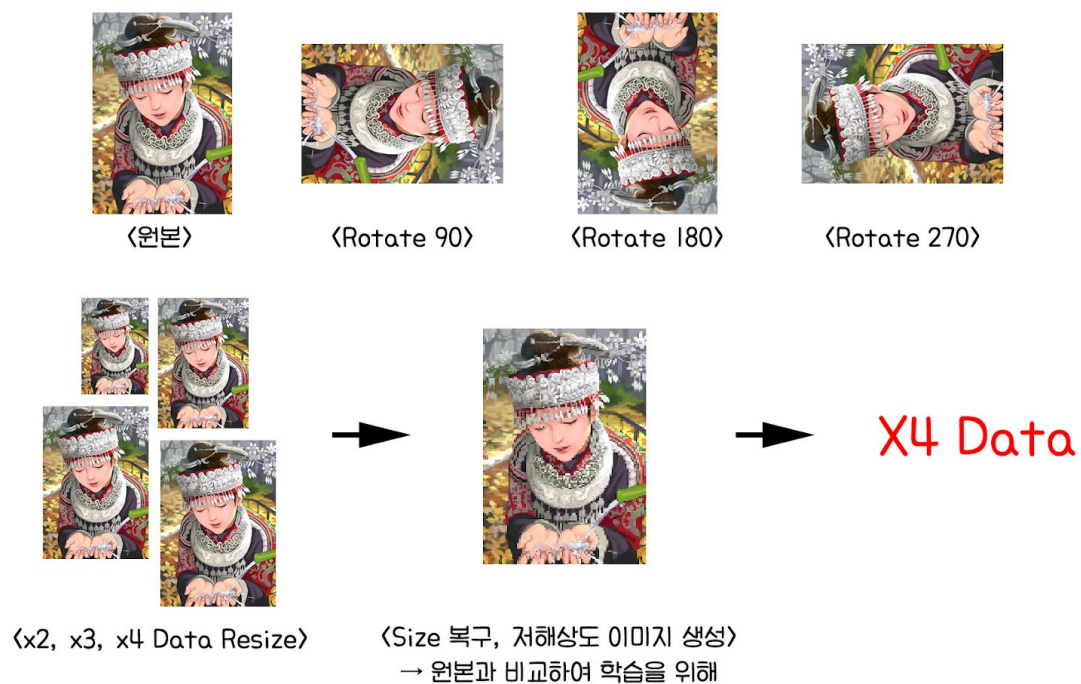 <원본>
<Rotate 90>
<Rotate 180>
<Rotate 270>
X4 Data
<x2, x3, x4 Data Resize>
<Size 복구, 저해상도 이미지 생성>
→ 원본과 비교하여 학습을 위해